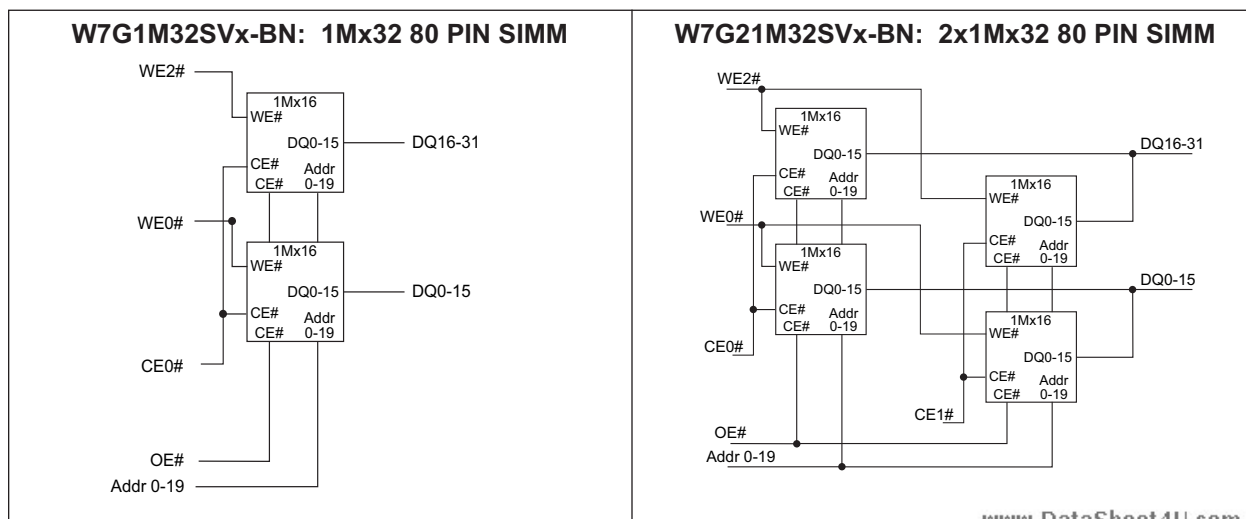 W7G1M32SVx-BN: 1Mx32 80 PIN SIMM
WE2#
1Mx16
WE#
DQ0-15
DQ16-31
CE#
Addr
CE#
0-19
WE0#
1Mx16
WE#
DQ0-15
DQ0-15
CE#
Addr
CE#
0-19
CE0#
OE#
Addr 0-19
W7G21M32SVx-BN: 2x1Mx32 80 PIN SIMM
WE2#
1Mx16
WE#
DQ0-15
DQ16-31
CE#
Addr
CE#
0-19
1Mx16
WE#
DQ0-15
CE#
Addr
CE#
0-19
WE0#
1Mx16
WE#
DQ0-15
DQ0-15
CE#
Addr
CE#
0-19
1Mx16
WE#
DQ0-15
CE#
Addr
CE#
0-19
CE0#
CE1#
OE#
Addr 0-19
www.DataSheet4U.com